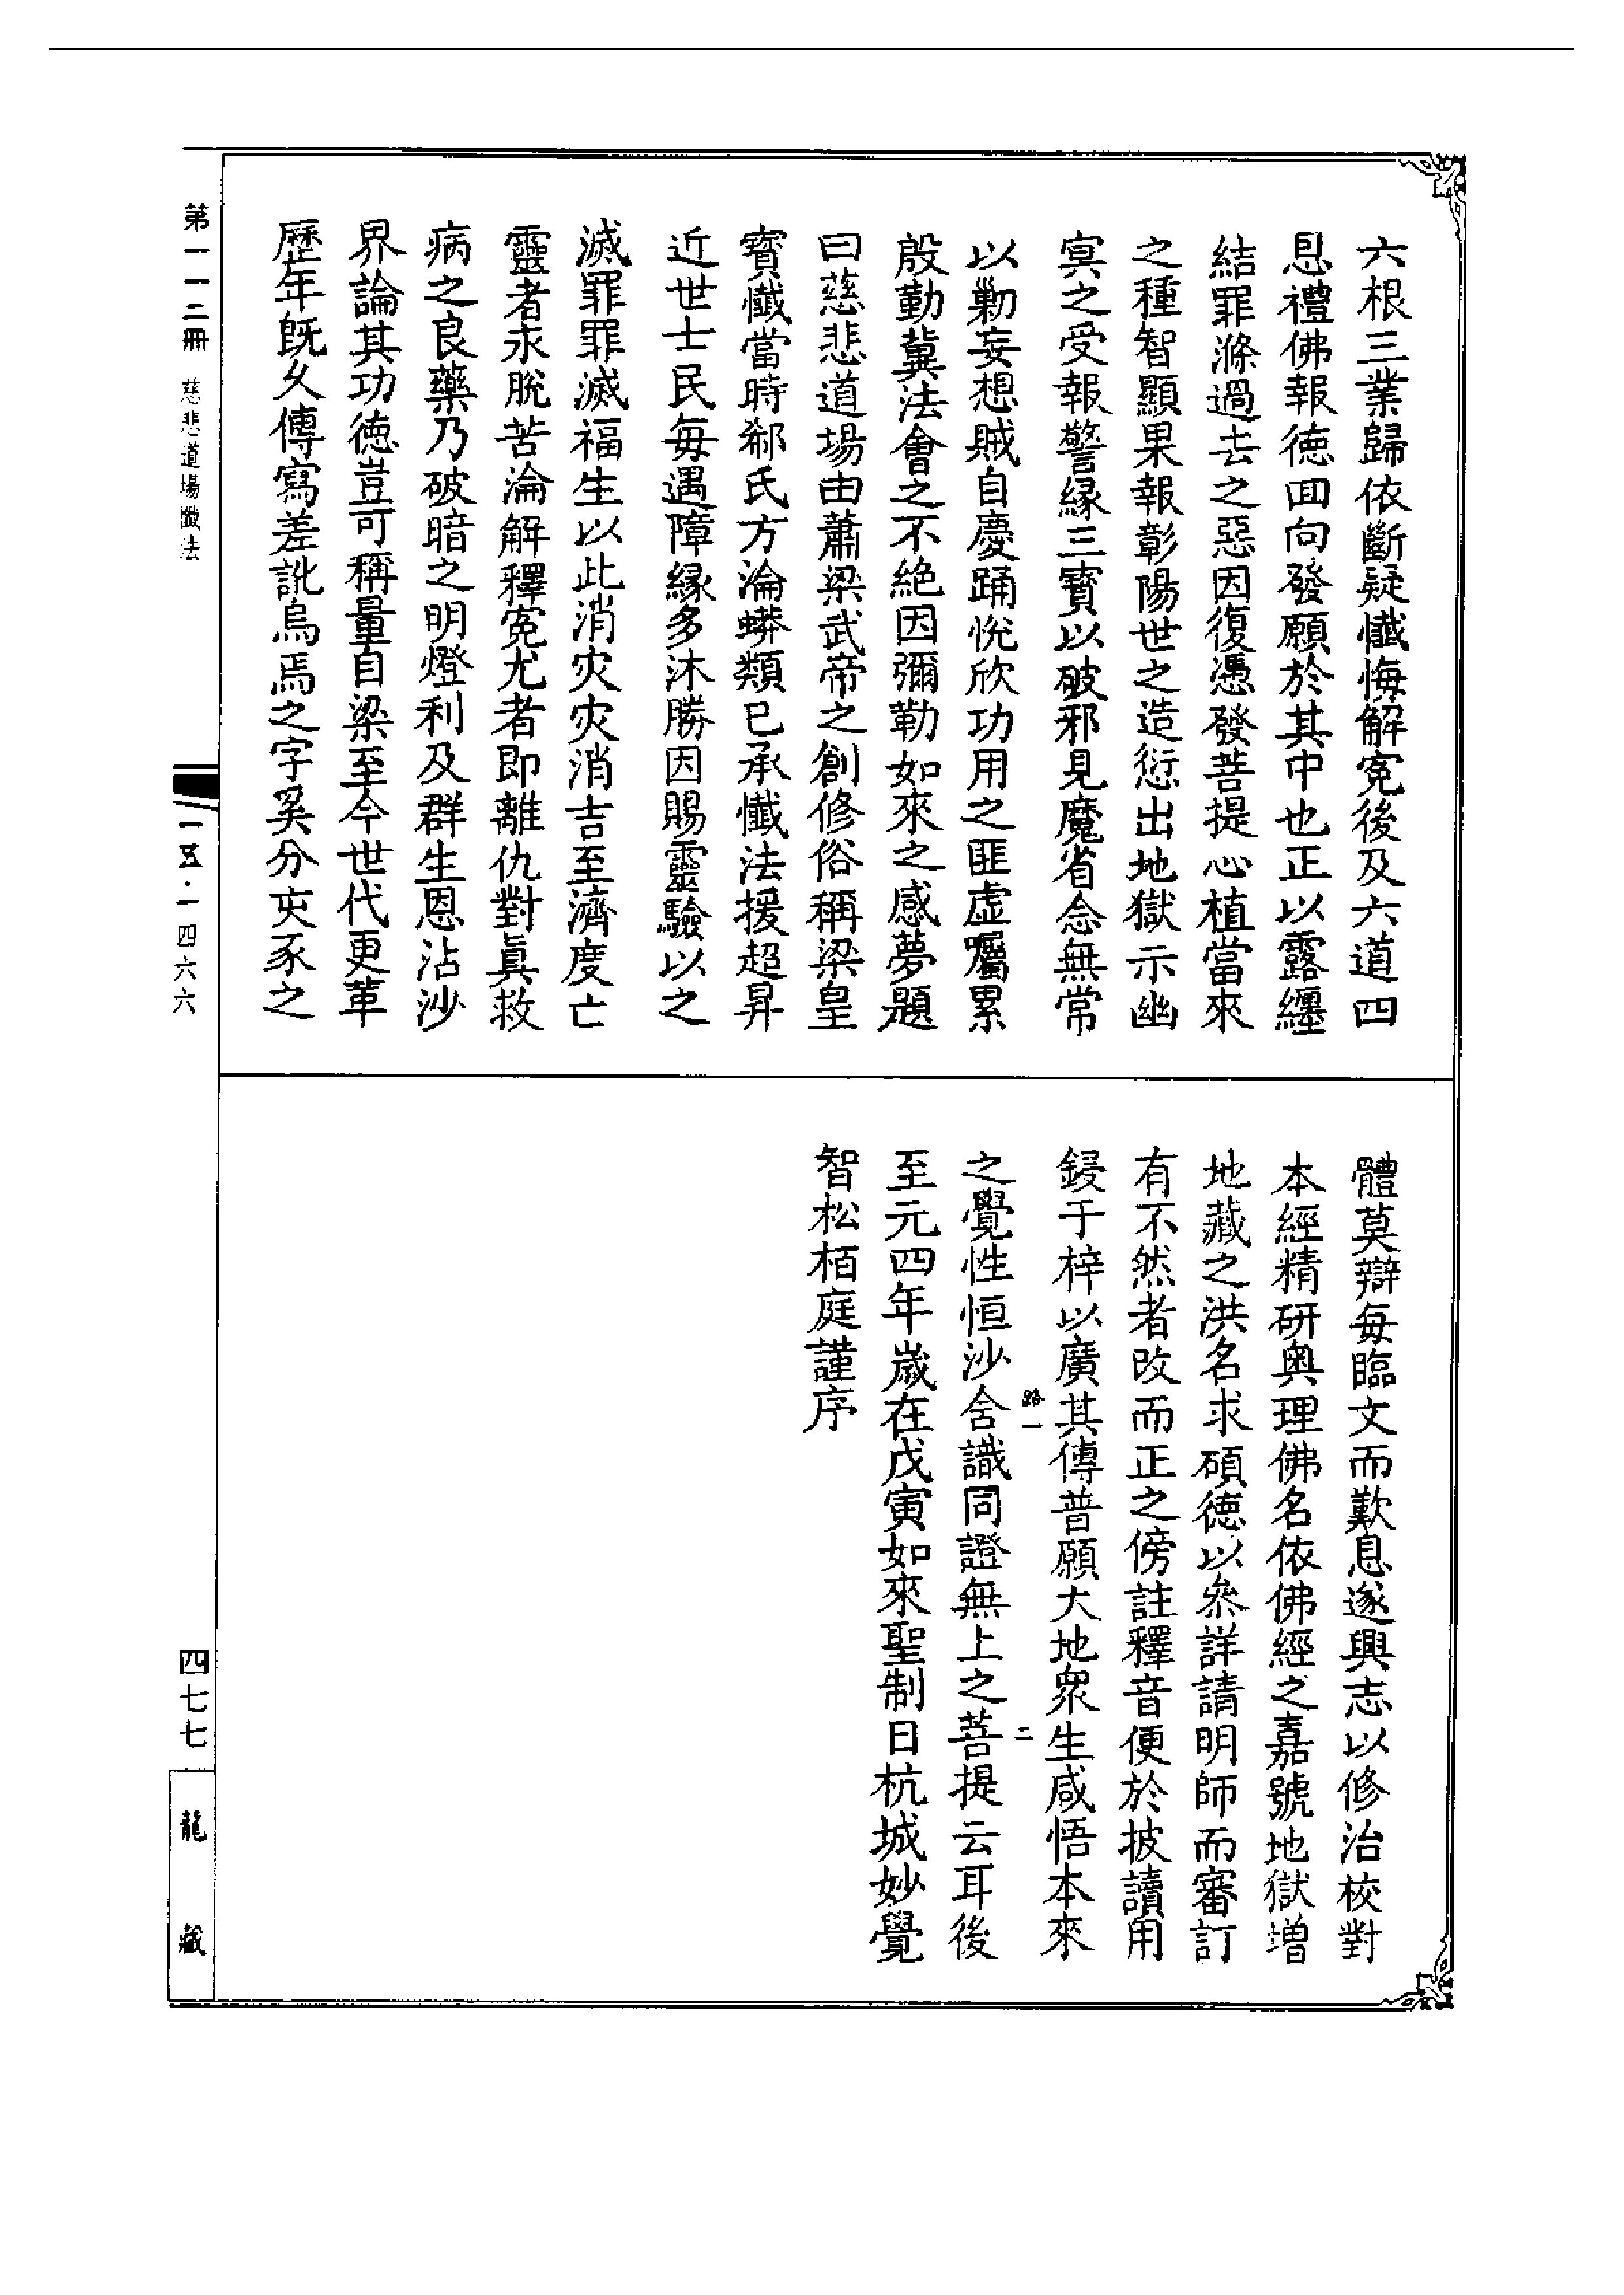 六根三業歸依斷疑懺悔解寃後及六道四
恩禮佛報德回向發願於其中也正以露纏
結罪滌過去之惡因復憑發菩提心植當來
之種智顯果報彰陽世之造愆出地獄示幽
冥之受報警緣三寳以破邪見魔省念無常
以勦妄想賊自慶踊悅欣功用之匪虛囑累
殷勤冀法會之不絶因彌勒如來之感夢題
曰慈悲道場由蕭梁武帝之創修俗稱梁皇
寳懺當時郗氏方淪蟒類已承懺法援超昇
近世士民每遇障緣多沐勝因賜靈驗以之
滅罪罪滅福生以此消灾灾消吉至濟度亡
靈者永脫苦淪解釋寃尤者即離仇對眞救
病之良藥乃破暗之明燈利及群生恩沾沙
界論其功德豈可稱量自梁至今世代更革
歷年旣久傳寫差訛烏焉之字奚分亥豕之
體莫辯每臨文而歎息遂興志以修治校對
本經精研奧理佛名依佛經之嘉號地獄增
地藏之洪名求碩德以叅詳請明師而審訂
有不然者改而正之傍註釋音便於披讀用
鋟于梓以廣其傳普願大地衆生咸悟本來
路一
二
之覺性恒沙含識同證無上之菩提云耳後
至元四年歲在戊寅如來聖制日杭城妙覺
智松栢庭謹序
第一一三冊 慈悲道場懺法
一五·一四六六
四七七
龍藏